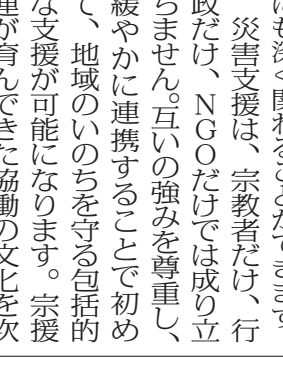 にも深く関わることができます
災害支援は、宗教者だけ、行
政だけ、NGOだけでは成り立
ちません。互いの強みを尊重し、
緩やかに連携することで初め
て、地域のいのちを守る包括的
な支援が可能になります。宗援
連が育んできた協働の文化を次